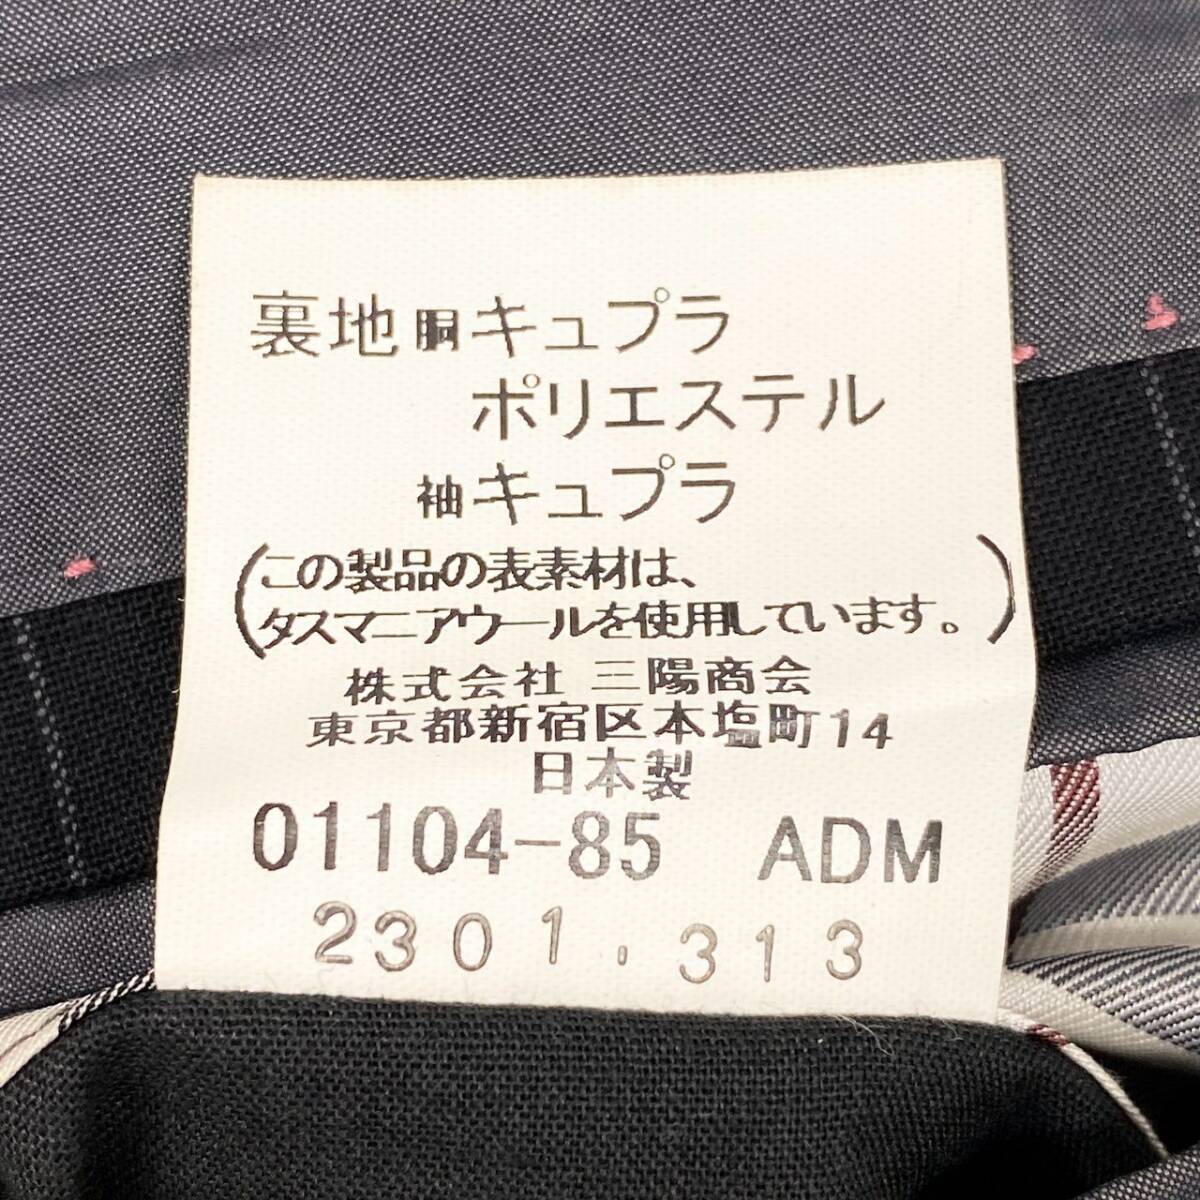 裏地 胴 キュプラ
ポリエステル
袖 キュプラ
(この製品の表素材は、
タスマニアウールを使用しています。)
株式会社 三陽商会
東京都新宿区本塩町14
日本製
01104-85 ADM
2301.313